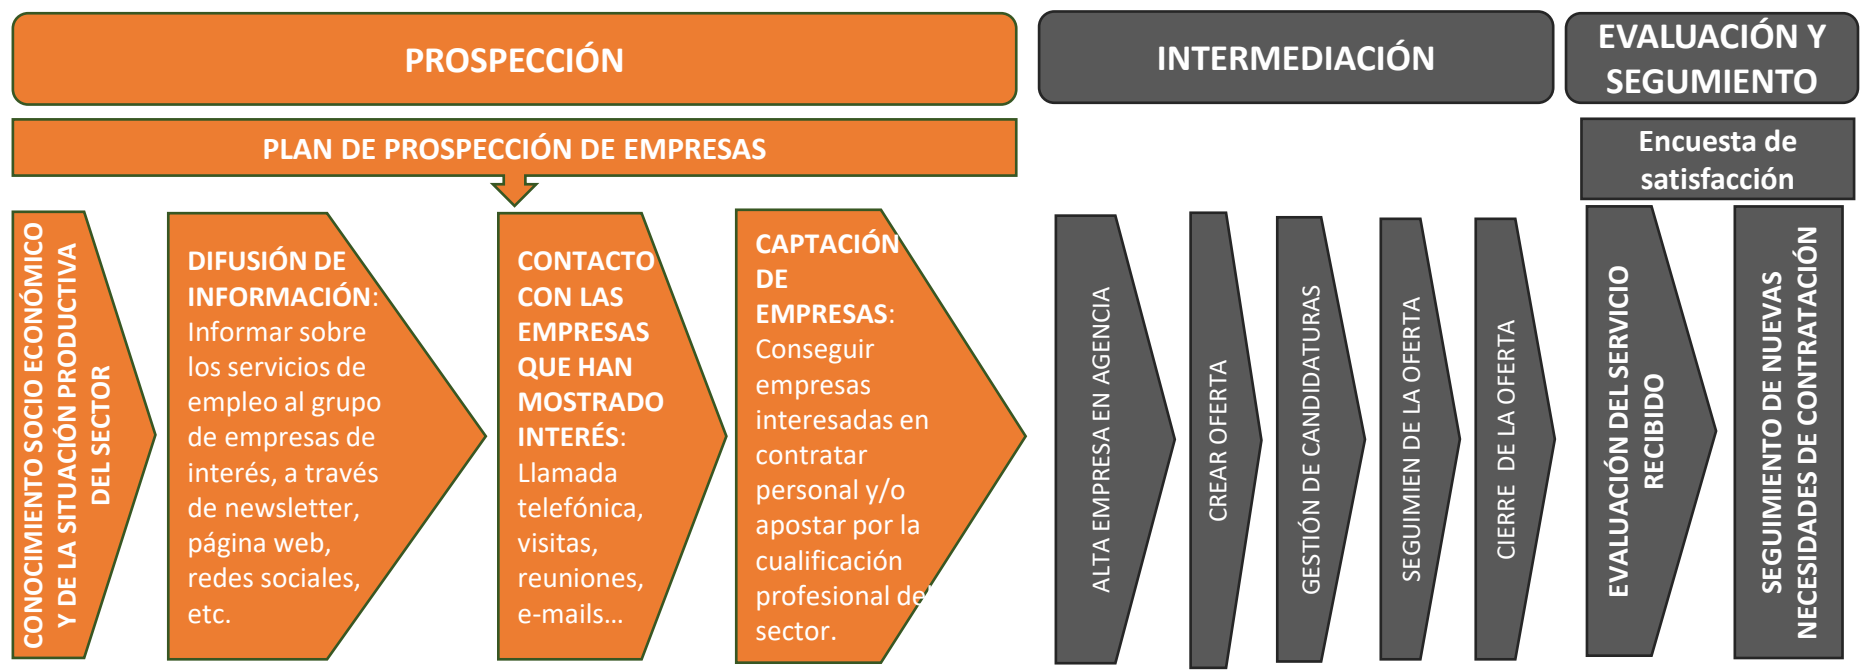 PROSPECCIÓN
INTERMEDIACIÓN
EVALUACIÓN Y
SEGUMIENTO
PLAN DE PROSPECCIÓN DE EMPRESAS
Encuesta de
satisfacción
CONOCIMIENTO SOCIO ECONÓMICO
Y DE LA SITUACIÓN PRODUCTIVA
DEL SECTOR
DIFUSIÓN DE
INFORMACIÓN:
Informar sobre
los servicios de
empleo al grupo
de empresas de
interés, a través
de newsletter,
página web,
redes sociales,
etc.
CONTACTO
CON LAS
EMPRESAS
QUE HAN
MOSTRADO
INTERÉS:
Llamada
telefónica,
visitas,
reuniones,
e-mails...
CAPTACIÓN
DE
EMPRESAS:
Conseguir
empresas
interesadas en
contratar
personal y/o
apostar por la
cualificación
profesional del
sector.
ALTA EMPRESA EN AGENCIA
CREAR OFERTA
GESTIÓN DE CANDIDATURAS
SEGUIMIEN DE LA OFERTA
CIERRE DE LA OFERTA
EVALUACIÓN DEL SERVICIO
RECIBIDO
SEGUIMIENTO DE NUEVAS
NECESIDADES DE CONTRATACIÓN